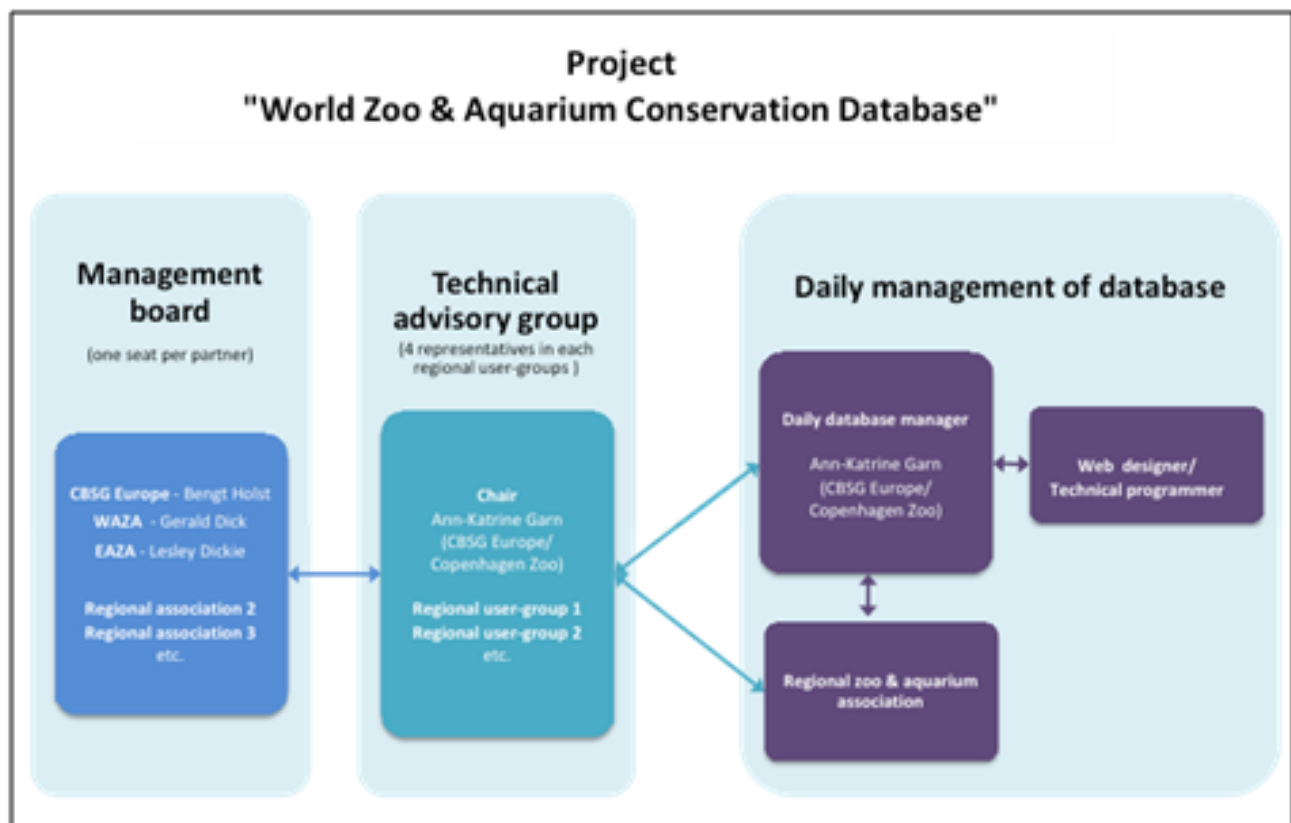 Project
"World Zoo & Aquarium Conservation Database"
Management
board
(one seat per partner)
CBSG Europe - Bengt Holst
WAZA - Gerald Dick
EAZA - Lesley Dickie
Regional association 2
Regional association 3
etc.
Technical
advisory group
(4 representatives in each
regional user-groups )
Chair
Ann-Katrine Garn
(CBSG Europe/
Copenhagen Zoo)
Regional user-group 1
Regional user-group 2
etc.
Daily management of database
Daily database manager
Ann-Katrine Garn
(CBSG Europe/
Copenhagen Zoo)
Web designer/
Technical programmer
Regional zoo & aquarium
association